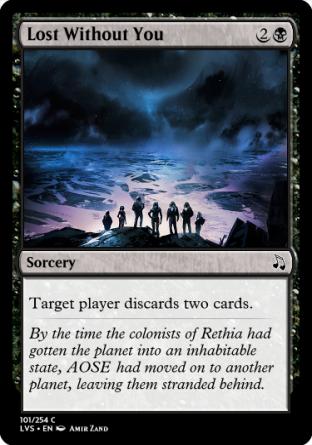 Lost Without You 2
Sorcery
Target player discards two cards.
By the time the colonists of Rethia had
gotten the planet into an inhabitable
state, AOSE had moved on to another
planet, leaving them stranded behind.
101/254 C
LVS • EN Amir Zand